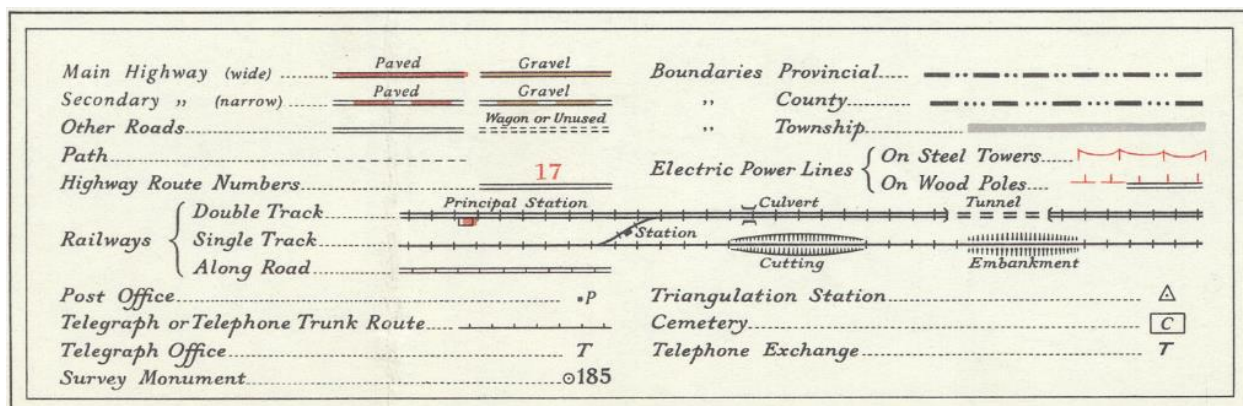 Main Highway (wide) Paved Gravel
Secondary „ (narrow) Paved Gravel
Other Roads Wagon or Unused
Path
Highway Route Numbers 17
Railways
Double Track Principal Station Culvert Tunnel
Single Track Station Cutting Embankment
Along Road
Post Office P
Telegraph or Telephone Trunk Route
Telegraph Office T
Survey Monument 185
Boundaries Provincial
„ County
„ Township
Electric Power Lines
On Steel Towers
On Wood Poles
Triangulation Station
Cemetery C
Telephone Exchange T